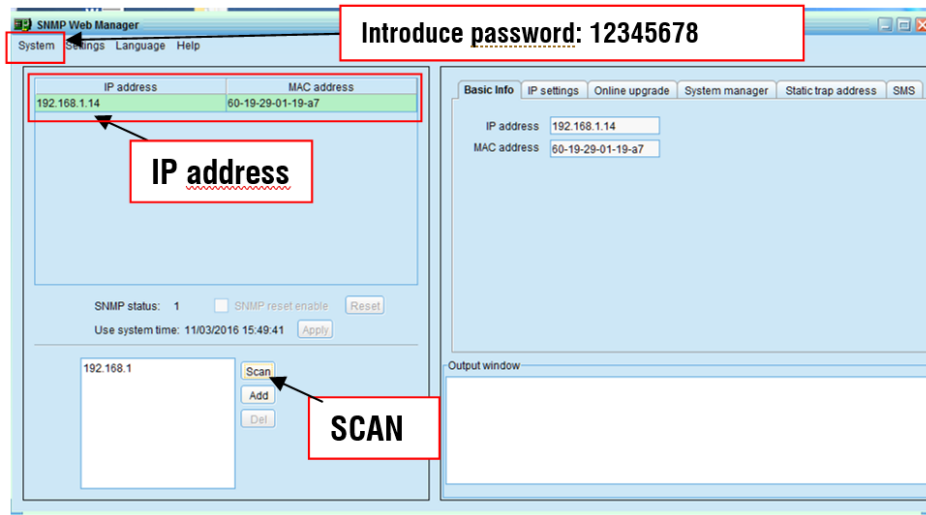 SNMP Web Manager
Introduce password: 12345678
System Settings Language Help
IP address MAC address
192.168.1.14 60-19-29-01-19-a7
IP address
SNMP status: 1 SNMP reset enable Reset
Use system time: 11/03/2016 15:49:41 Apply
192.168.1
Scan
Add
Del
SCAN
Basic Info IP settings Online upgrade System manager Static trap address SMS
IP address 192.168.1.14
MAC address 60-19-29-01-19-a7
Output window